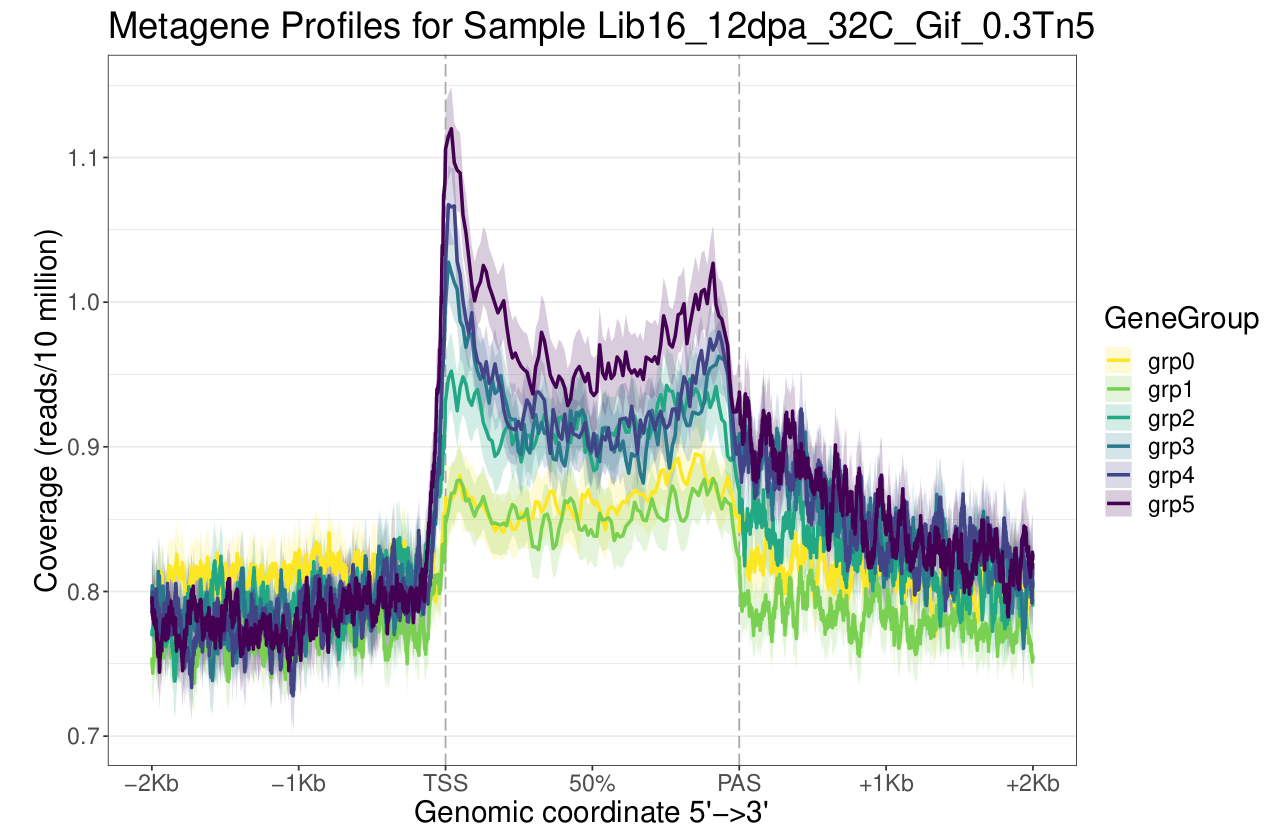 Metagene Profiles for Sample Lib16_12dpa_32C_Gif_0.3Tn5
Coverage (reads/10 million)
1.1
1.0
0.9
0.8
0.7
−2Kb
−1Kb
TSS
50%
PAS
+1Kb
+2Kb
Genomic coordinate 5'−>3'
GeneGroup
grp0
grp1
grp2
grp3
grp4
grp5